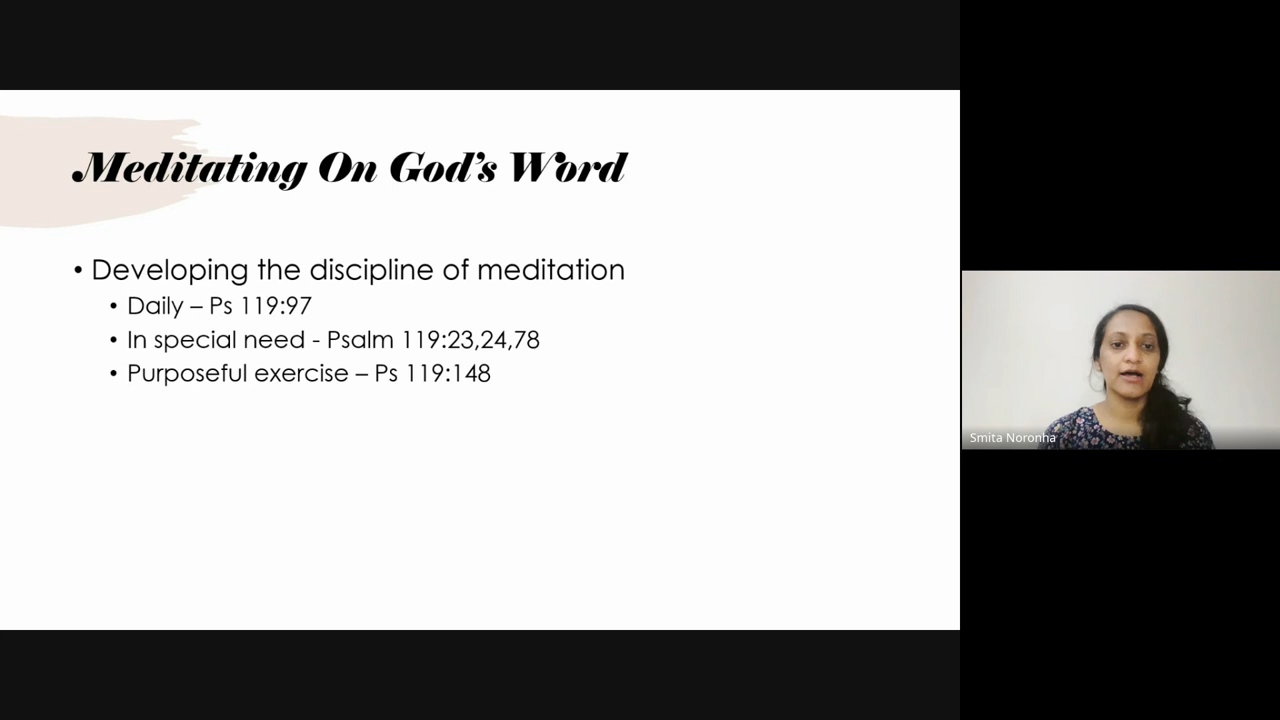 Meditating On God's Word
• Developing the discipline of meditation
• Daily – Ps 119:97
• In special need - Psalm 119:23,24,78
• Purposeful exercise – Ps 119:148
Smita Noronha